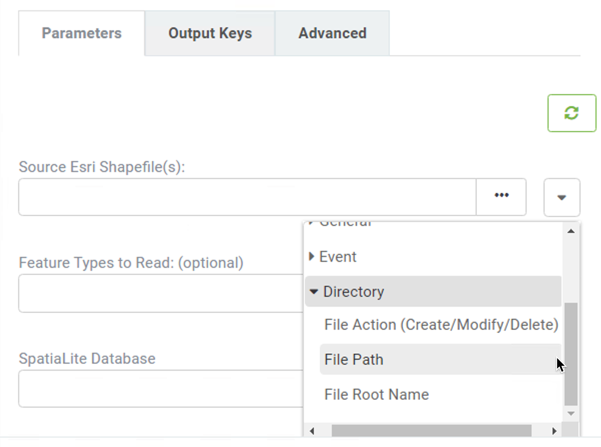 Parameters
Output Keys
Advanced
Source Esri Shapefile(s):
General
Event
Feature Types to Read: (optional)
Directory
File Action (Create/Modify/Delete)
SpatiaLite Database
File Path
File Root Name